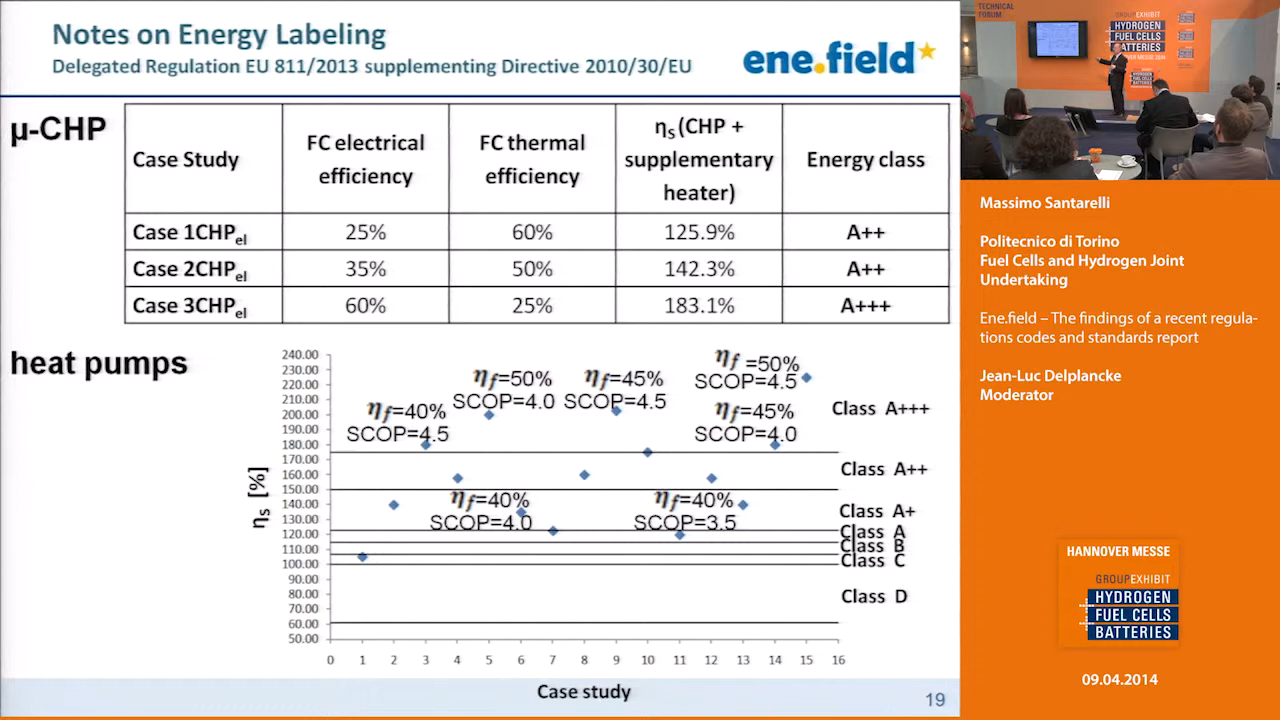 Notes on Energy Labeling
Delegated Regulation EU 811/2013 supplementing Directive 2010/30/EU
ene.field
μ-CHP
Case Study
FC electrical efficiency
FC thermal efficiency
ηs (CHP + supplementary heater)
Energy class
Case 1CHPel
25%
60%
125.9%
A++
Case 2CHPel
35%
50%
142.3%
A++
Case 3CHPel
60%
25%
183.1%
A+++
heat pumps
240.00
230.00
220.00
210.00
200.00
190.00
180.00
170.00
160.00
150.00
140.00
130.00
120.00
110.00
100.00
90.00
80.00
70.00
60.00
50.00
ηs [%]
ηf=40%
SCOP=4.5
ηf=50%
SCOP=4.0
ηf=45%
SCOP=4.5
ηf =50%
SCOP=4.5
ηf=45%
SCOP=4.0
ηf=40%
SCOP=4.0
ηf=40%
SCOP=3.5
Class A+++
Class A++
Class A+
Class A
Class B
Class C
Class D
0 1 2 3 4 5 6 7 8 9 10 11 12 13 14 15 16
Case study
19
TECHNICAL
FORUM
GROUPEXHIBIT
HYDROGEN
FUEL CELLS
BATTERIES
Massimo Santarelli
Politecnico di Torino
Fuel Cells and Hydrogen Joint
Undertaking
Ene.field – The findings of a recent regula-
tions codes and standards report
Jean-Luc Delplancke
Moderator
HANNOVER MESSE
GROUPEXHIBIT
HYDROGEN
FUEL CELLS
BATTERIES
09.04.2014